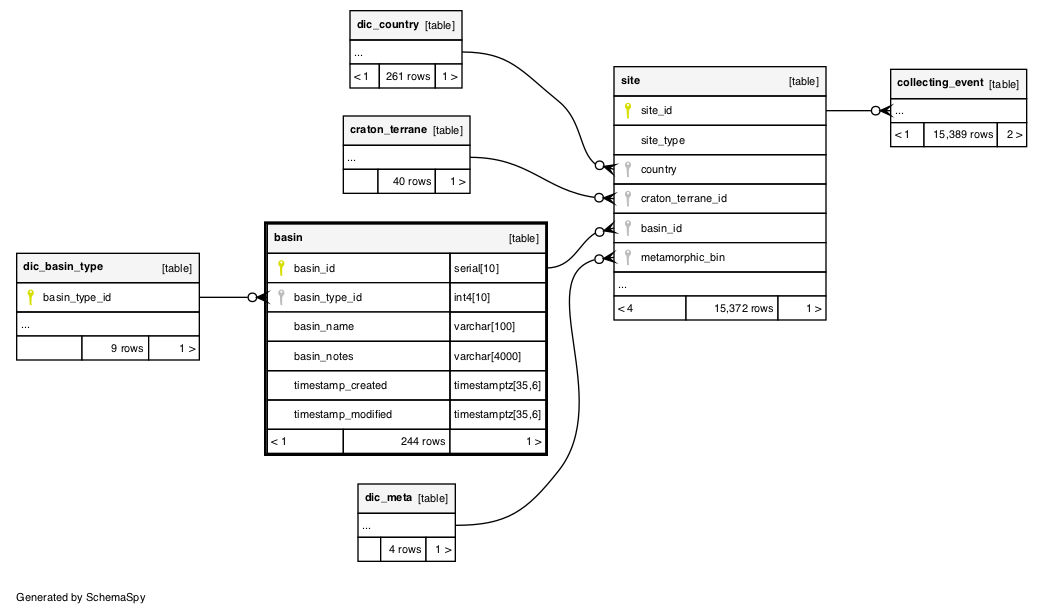 dic_country [table]
...
< 1 261 rows 1 >
craton_terrane [table]
...
40 rows 1 >
site [table]
site_id
site_type
country
craton_terrane_id
basin_id
metamorphic_bin
...
< 4 15,372 rows 1 >
collecting_event [table]
...
< 1 15,389 rows 2 >
basin [table]
basin_id serial[10]
basin_type_id int4[10]
basin_name varchar[100]
basin_notes varchar[4000]
timestamp_created timestamptz[35,6]
timestamp_modified timestamptz[35,6]
< 1 244 rows 1 >
dic_basin_type [table]
basin_type_id
...
9 rows 1 >
dic_meta [table]
...
4 rows 1 >
Generated by SchemaSpy